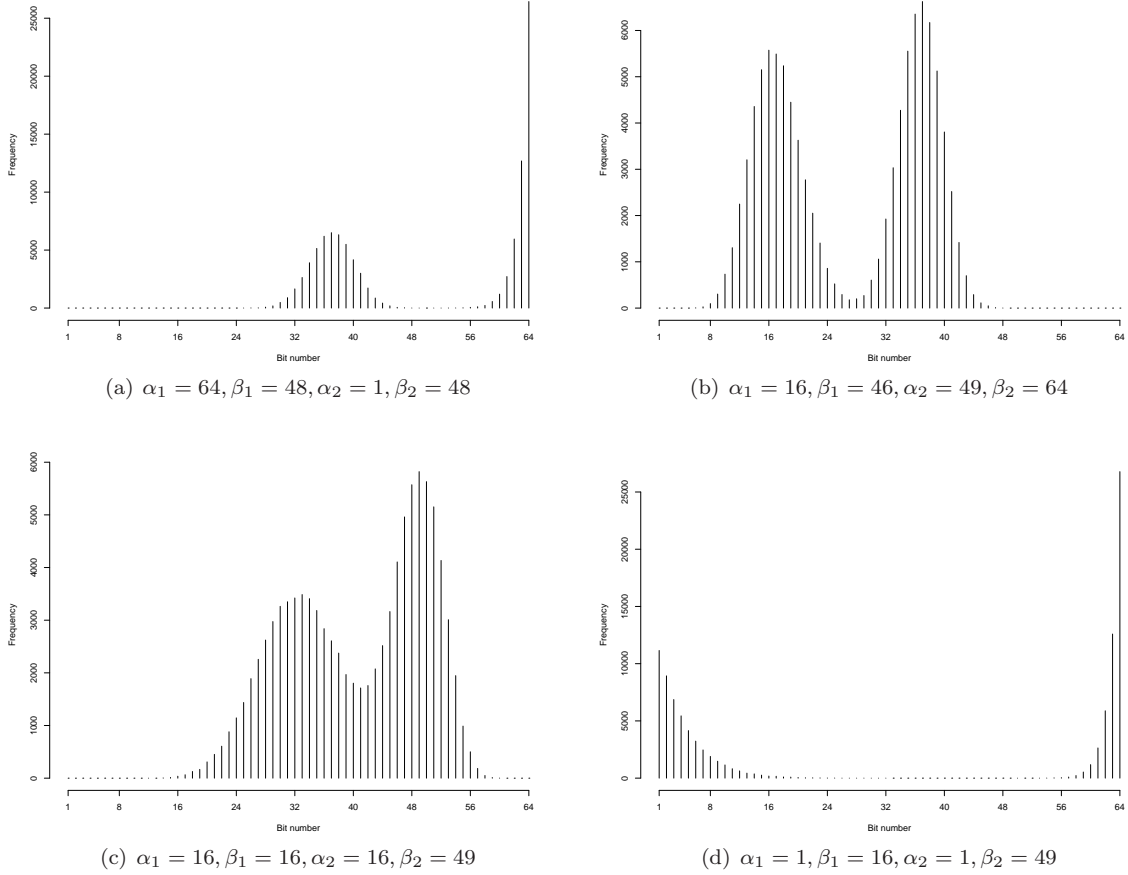 25000
20000
15000
10000
5000
0
Frequency
1 8 16 24 32 40 48 56 64
Bit number
(a) α₁ = 64, β₁ = 48, α₂ = 1, β₂ = 48
6000
5000
4000
3000
2000
1000
0
Frequency
1 8 16 24 32 40 48 56 64
Bit number
(b) α₁ = 16, β₁ = 46, α₂ = 49, β₂ = 64
6000
5000
4000
3000
2000
1000
0
Frequency
1 8 16 24 32 40 48 56 64
Bit number
(c) α₁ = 16, β₁ = 16, α₂ = 16, β₂ = 49
25000
20000
15000
10000
5000
0
Frequency
1 8 16 24 32 40 48 56 64
Bit number
(d) α₁ = 1, β₁ = 16, α₂ = 1, β₂ = 49